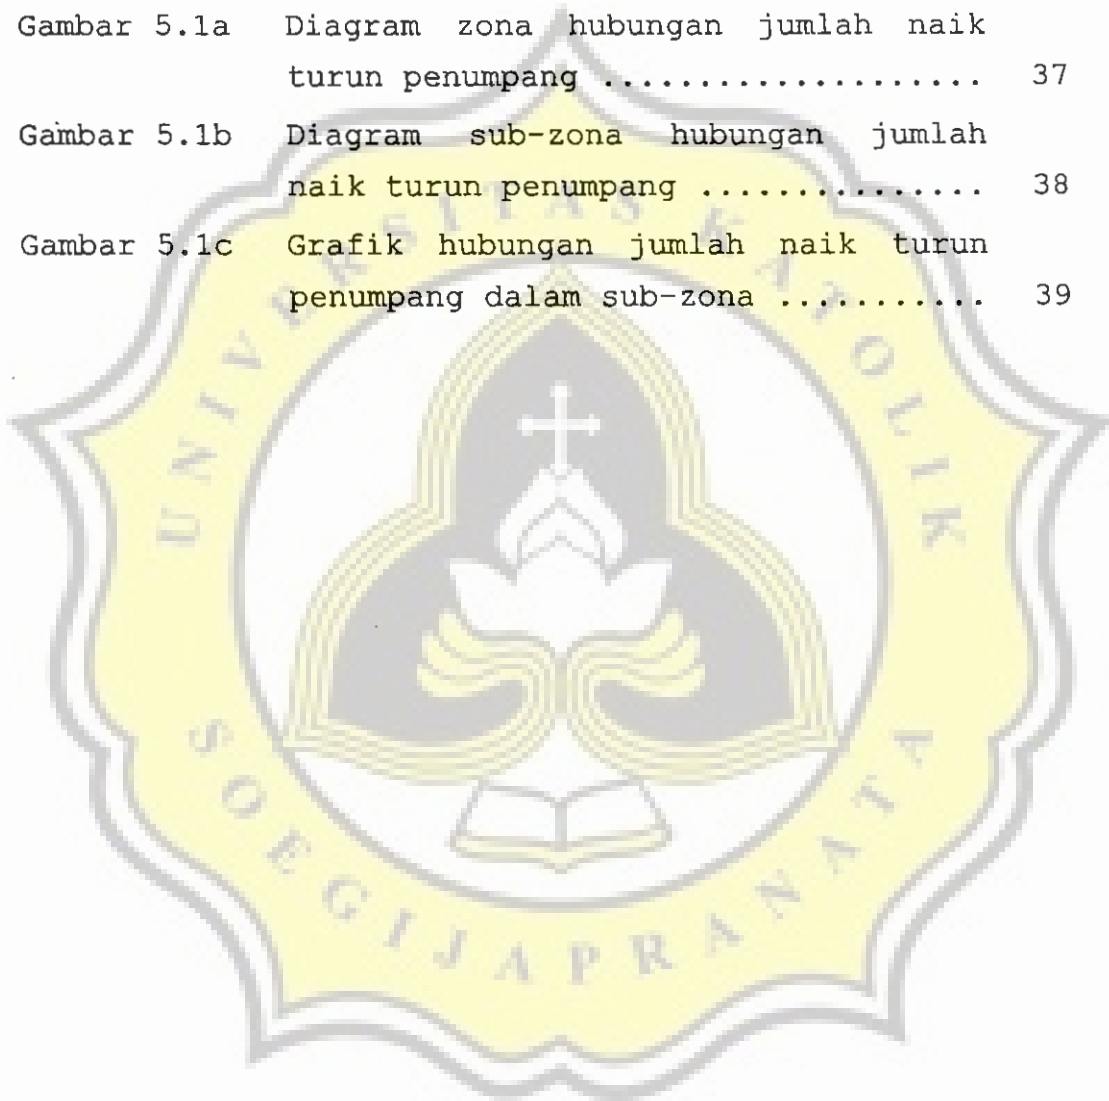 Gambar 5.1a Diagram zona hubungan jumlah naik
turun penumpang ................... 37
Gambar 5.1b Diagram sub-zona hubungan jumlah
naik turun penumpang ............... 38
Gambar 5.1c Grafik hubungan jumlah naik turun
penumpang dalam sub-zona ........... 39
UNIVERSITAS KATOLIK
SOEGIJAPRANATA